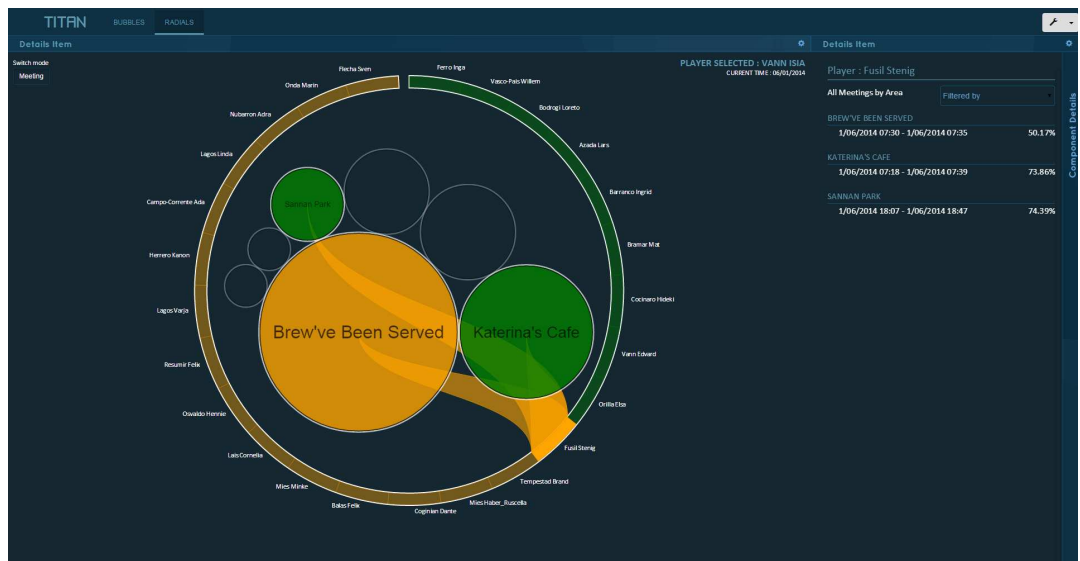 TITAN
BUBBLES
RADIALS
Details Item
Details Item
Switch mode
Meeting
PLAYER SELECTED : VANN ISIA
CURRENT TIME : 06/01/2014
Flecha Sven
Ferro Inga
Onda Marin
Vasco-Pais Willem
Nubarron Adra
Bodrogi Loreto
Lagos Linda
Azada Lars
Campo-Corrente Ada
Barranco Ingrid
Herrero Kanon
Bramar Mat
Lagos Varja
Cocinaro Hideki
Resumir Felix
Vann Edward
Osvaldo Hennie
Orilla Elsa
Lais Cornelia
Fusil Stenig
Mies Minke
Tempestad Brand
Balas Felix
Mies Haber_Ruscella
Coginian Dante
Sannan Park
Brew've Been Served
Katerina's Cafe
Player : Fusil Stenig
All Meetings by Area
Filtered by
BREW'VE BEEN SERVED
1/06/2014 07:30 - 1/06/2014 07:35 50.17%
KATERINA'S CAFE
1/06/2014 07:18 - 1/06/2014 07:39 73.86%
SANNAN PARK
1/06/2014 18:07 - 1/06/2014 18:47 74.39%
Component Details